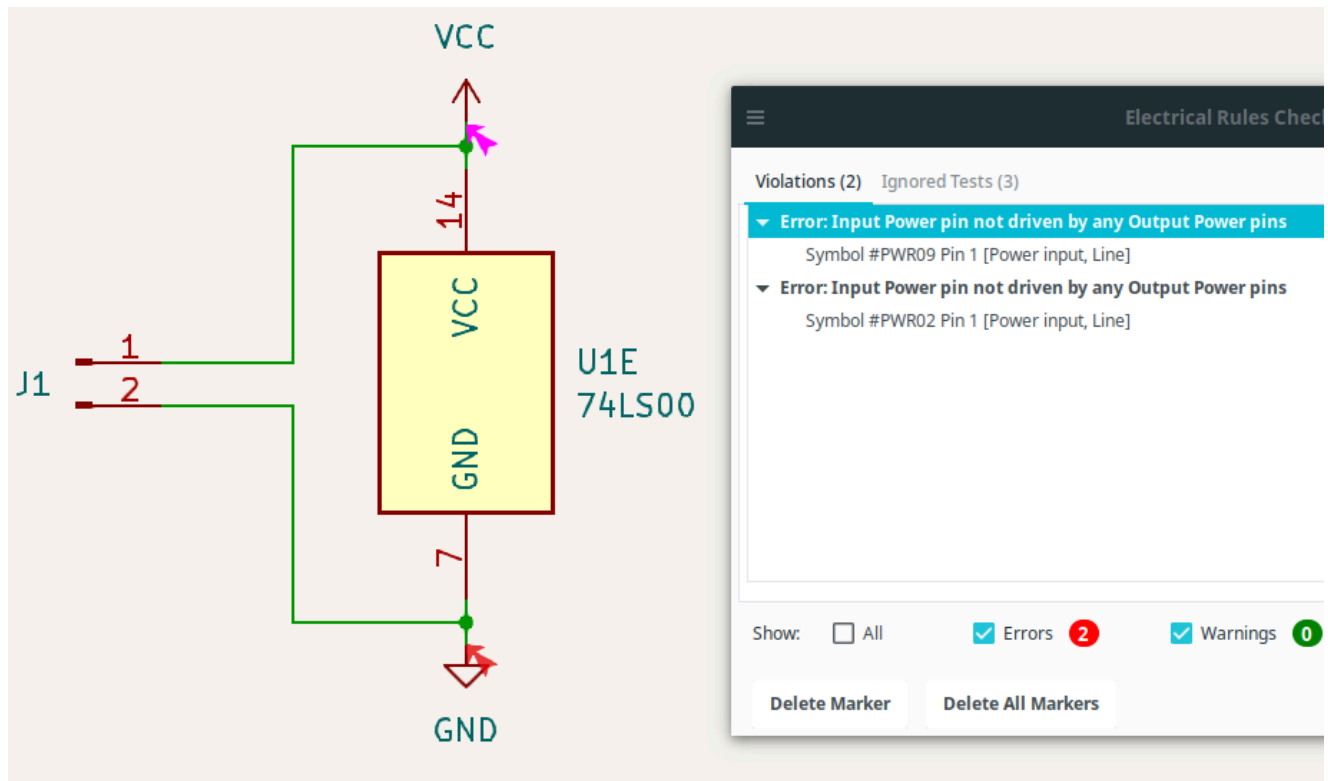 VCC
14
VCC
1
J1
2
U1E
74LS00
GND
7
GND
Electrical Rules Chec
Violations (2) Ignored Tests (3)
Error: Input Power pin not driven by any Output Power pins
Symbol #PWR09 Pin 1 [Power input, Line]
Error: Input Power pin not driven by any Output Power pins
Symbol #PWR02 Pin 1 [Power input, Line]
Show: All Errors 2 Warnings 0
Delete Marker Delete All Markers